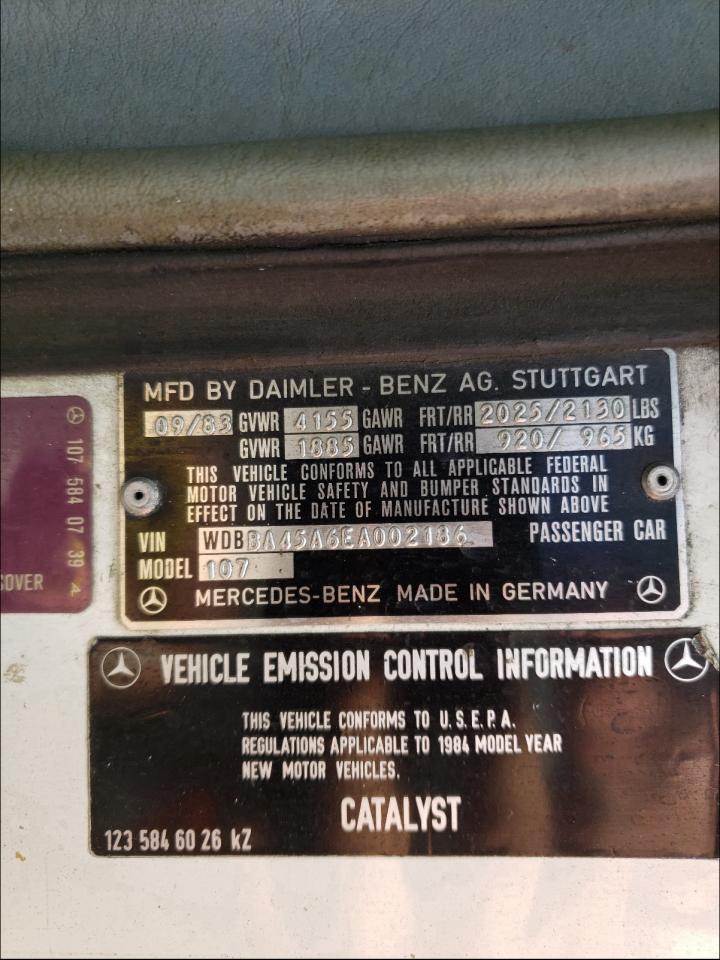 MFD BY DAIMLER - BENZ AG. STUTTGART
09/83 GVWR 4155 GAWR FRT/RR 2025/2130 LBS
GVWR 1885 GAWR FRT/RR 920/ 965 KG
THIS VEHICLE CONFORMS TO ALL APPLICABLE FEDERAL
MOTOR VEHICLE SAFETY AND BUMPER STANDARDS IN
EFFECT ON THE DATE OF MANUFACTURE SHOWN ABOVE
VIN WDBBA45A6EA002186 PASSENGER CAR
MODEL 107
MERCEDES-BENZ MADE IN GERMANY
107 584 07 39 A
SOVER
VEHICLE EMISSION CONTROL INFORMATION
THIS VEHICLE CONFORMS TO U.S.E.P.A.
REGULATIONS APPLICABLE TO 1984 MODEL YEAR
NEW MOTOR VEHICLES.
CATALYST
123 584 60 26 kZ